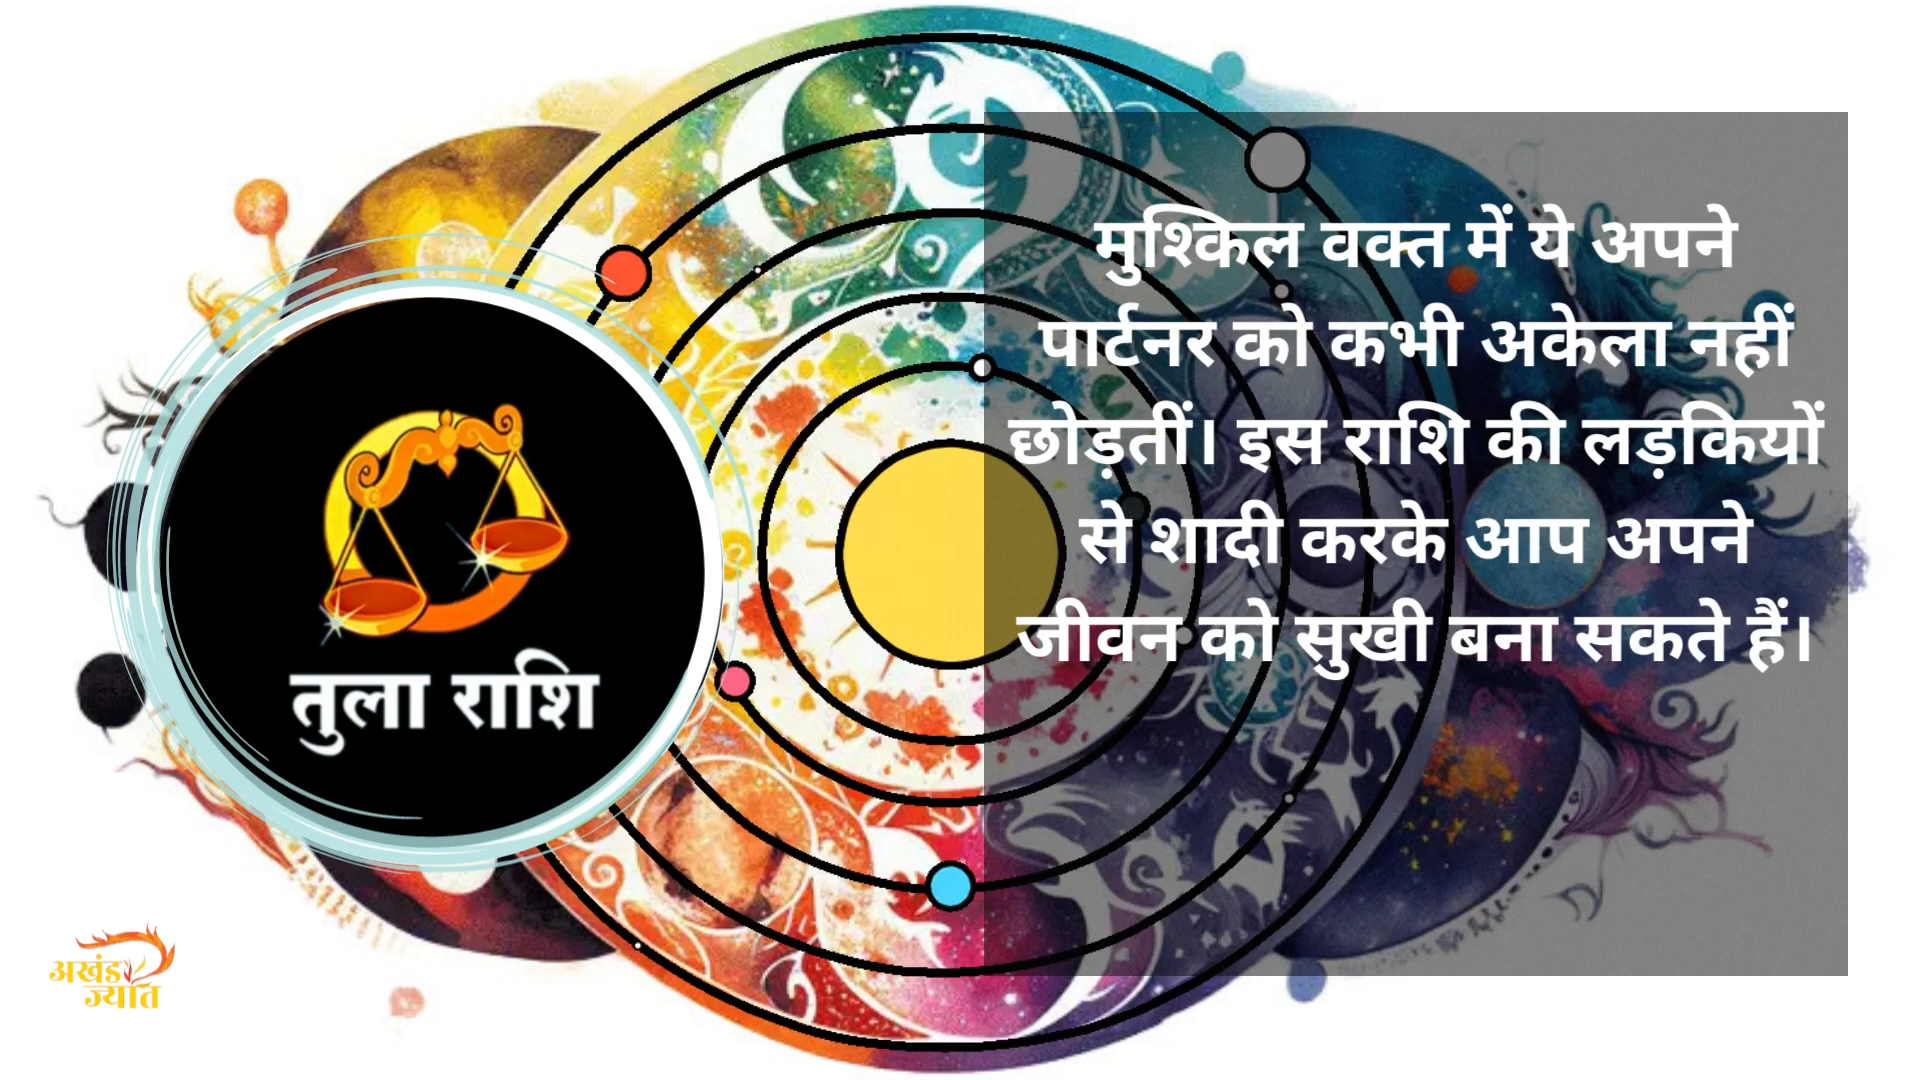 मुश्किल वक्त में ये अपने
पार्टनर को कभी अकेला नहीं
छोड़तीं। इस राशि की लड़कियों
से शादी करके आप अपने
जीवन को सुखी बना सकते हैं।
तुला राशि
अखंड
ज्योत